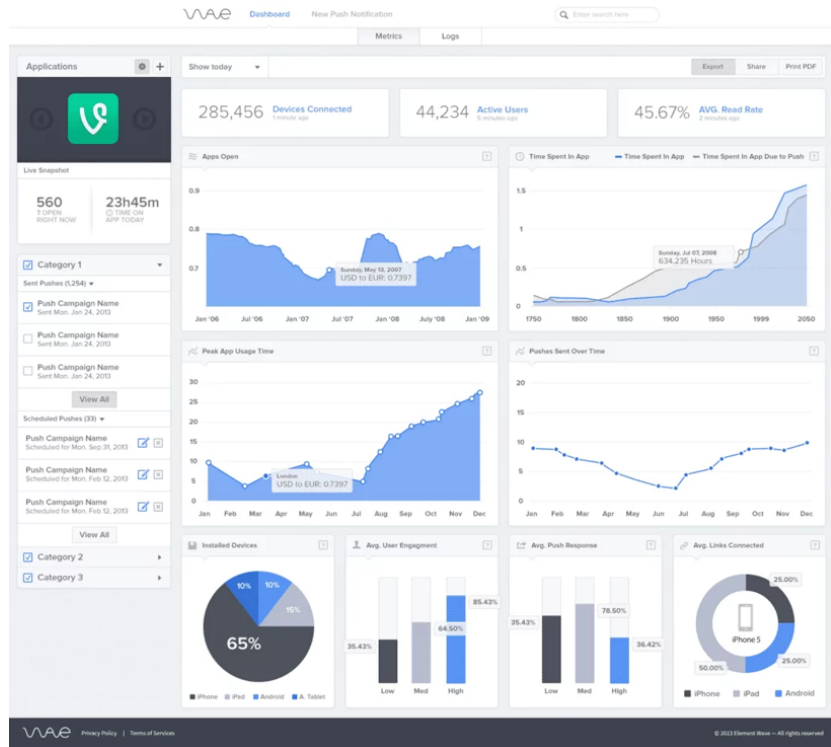 WAVE
Dashboard
New Push Notification
Enter search here
Metrics
Logs
Applications
Show today
Export
Share
Print PDF
285,456 Devices Connected
1 minute ago
44,234 Active Users
5 minutes ago
45.67% AVG. Read Rate
2 minutes ago
Live Snapshot
560
OPEN
RIGHT NOW
23h45m
TIME ON
APP TODAY
Category 1
Sent Pushes (1,254)
Push Campaign Name
Sent Mon. Jan 24, 2013
Push Campaign Name
Sent Mon. Jan 24, 2013
Push Campaign Name
Sent Mon. Jan 24, 2013
View All
Scheduled Pushes (33)
Push Campaign Name
Scheduled for Mon. Sep 31, 2013
Push Campaign Name
Scheduled for Mon. Feb 12, 2013
Push Campaign Name
Scheduled for Mon. Feb 12, 2013
View All
Category 2
Category 3
Apps Open
?
0.9
0.8
0.7
Sunday, May 13, 2007
USD to EUR: 0.7397
Jan '06 Jul '06 Jan '07 Jul '07 Jan '08 July '08 Jan '09
Time Spent In App
Time Spent In App
Time Spent In App Due to Push
?
1.5
1
0.5
0
Sunday, Jul 07, 2008
634,235 Hours
1750 1800 1850 1900 1950 1999 2050
Peak App Usage Time
?
30
25
20
15
10
5
0
London
USD to EUR: 0.7397
Jan Feb Mar Apr May Jun Jul Aug Sep Oct Nov Dec
Pushes Sent Over Time
?
20
15
10
5
0
Jan Feb Mar Apr May Jun Jul Aug Sep Oct Nov Dec
Installed Devices
?
10%
10%
15%
65%
iPhone iPad Android A. Tablet
Avg. User Engagment
?
35.43%
64.50%
85.43%
Low Med High
Avg. Push Response
?
35.43%
78.50%
36.42%
Low Med High
Avg. Links Connected
?
25.00%
iPhone 5
25.00%
50.00%
iPhone iPad Android
WAVE
Privacy Policy | Terms of Services
© 2013 Element Wave — All rights reserved